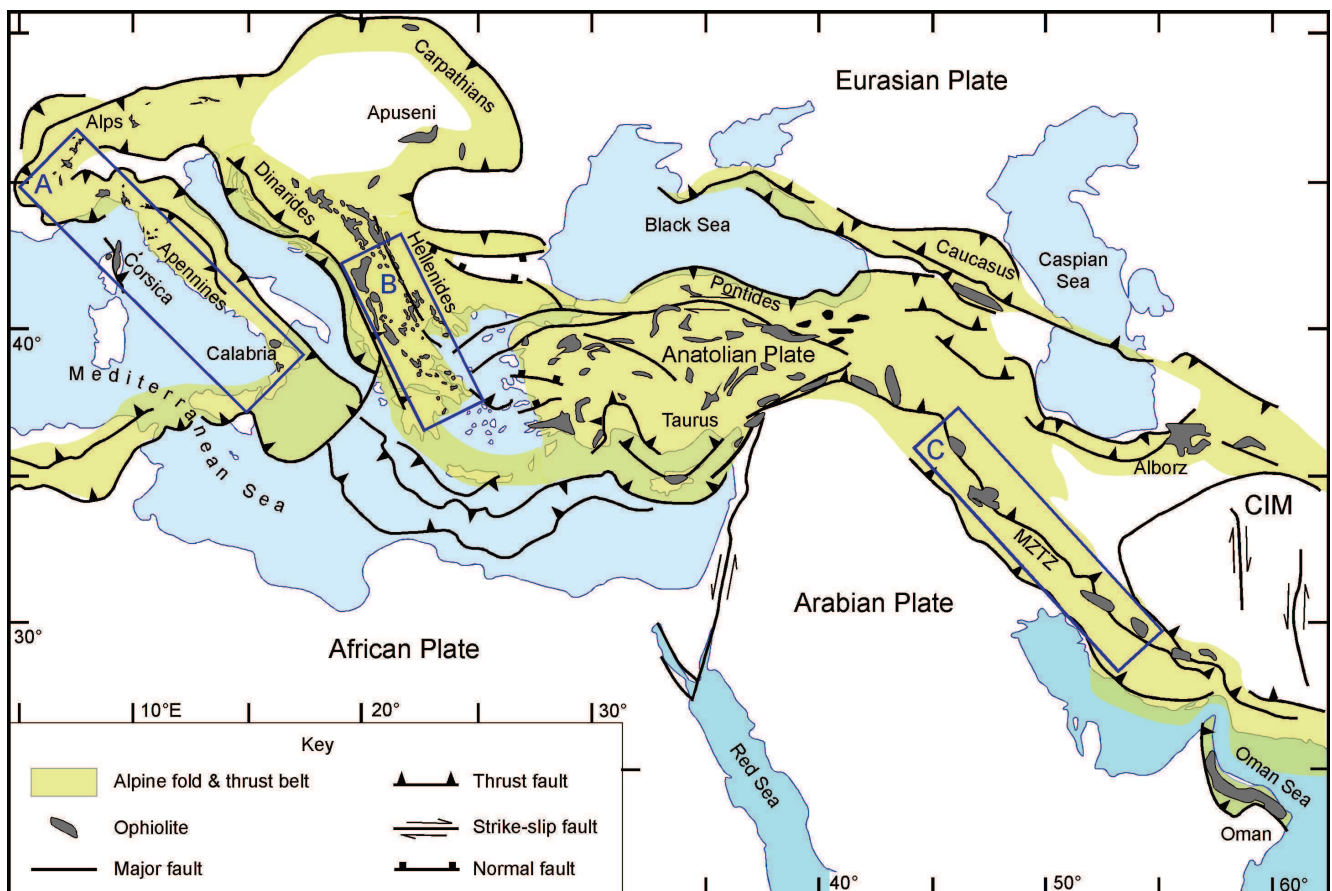 Eurasian Plate
Carpathians
Apuseni
Alps
A
Dinarides
Black Sea
Caucasus
Caspian
Sea
Hellenides
B
Apennines
Corsica
Pontides
40°
Calabria
Anatolian Plate
Mediterranean Sea
Taurus
C
Alborz
CIM
MZTZ
Arabian Plate
30°
African Plate
10°E
20°
30°
Key
Alpine fold & thrust belt
Thrust fault
Ophiolite
Strike-slip fault
Major fault
Normal fault
Red Sea
Oman Sea
Oman
40°
50°
60°